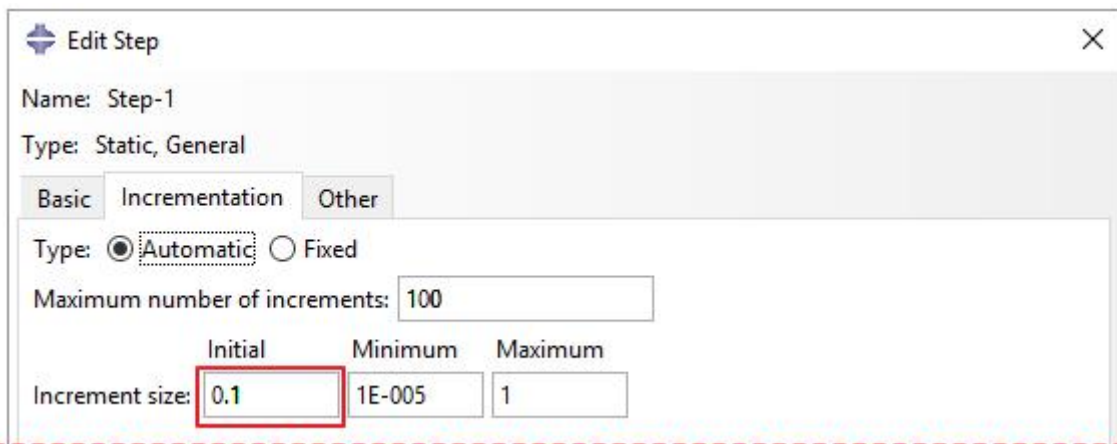 Edit Step
Name: Step-1
Type: Static, General
Basic Incrementation Other
Type: Automatic Fixed
Maximum number of increments: 100
Initial Minimum Maximum
Increment size: 0.1 1E-005 1